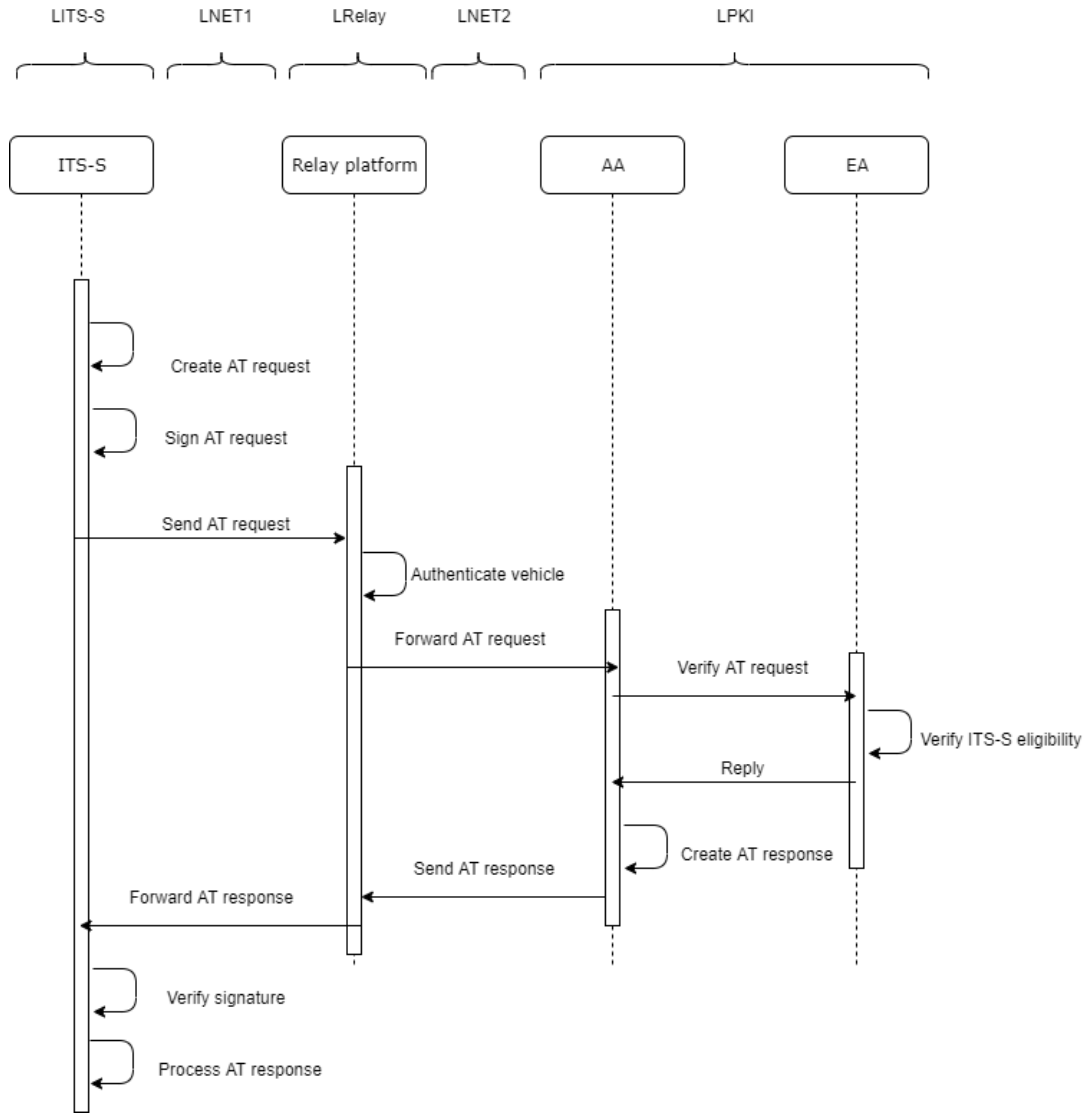 LITS-S
LNET1
LRelay
LNET2
LPKI
ITS-S
Relay platform
AA
EA
Create AT request
Sign AT request
Send AT request
Authenticate vehicle
Forward AT request
Verify AT request
Verify ITS-S eligibility
Reply
Create AT response
Send AT response
Forward AT response
Verify signature
Process AT response